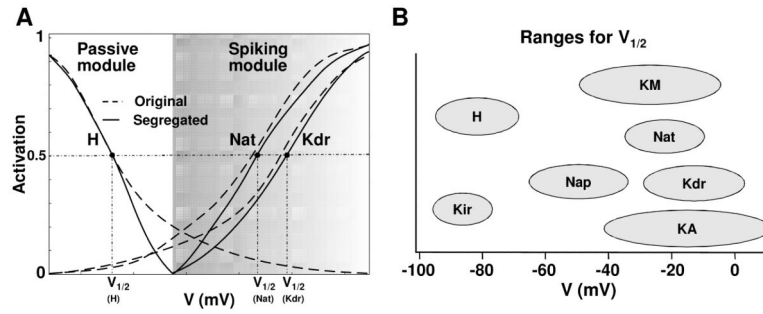 A
Passive module
Spiking module
Original
Segregated
H
Nat
Kdr
Activation
1
0.5
0
V1/2 (H)
V (mV)
V1/2 (Nat)
V1/2 (Kdr)
B
Ranges for V1/2
KM
H
Nat
Nap
Kdr
Kir
KA
-100 -80 -60 -40 -20 0
V (mV)